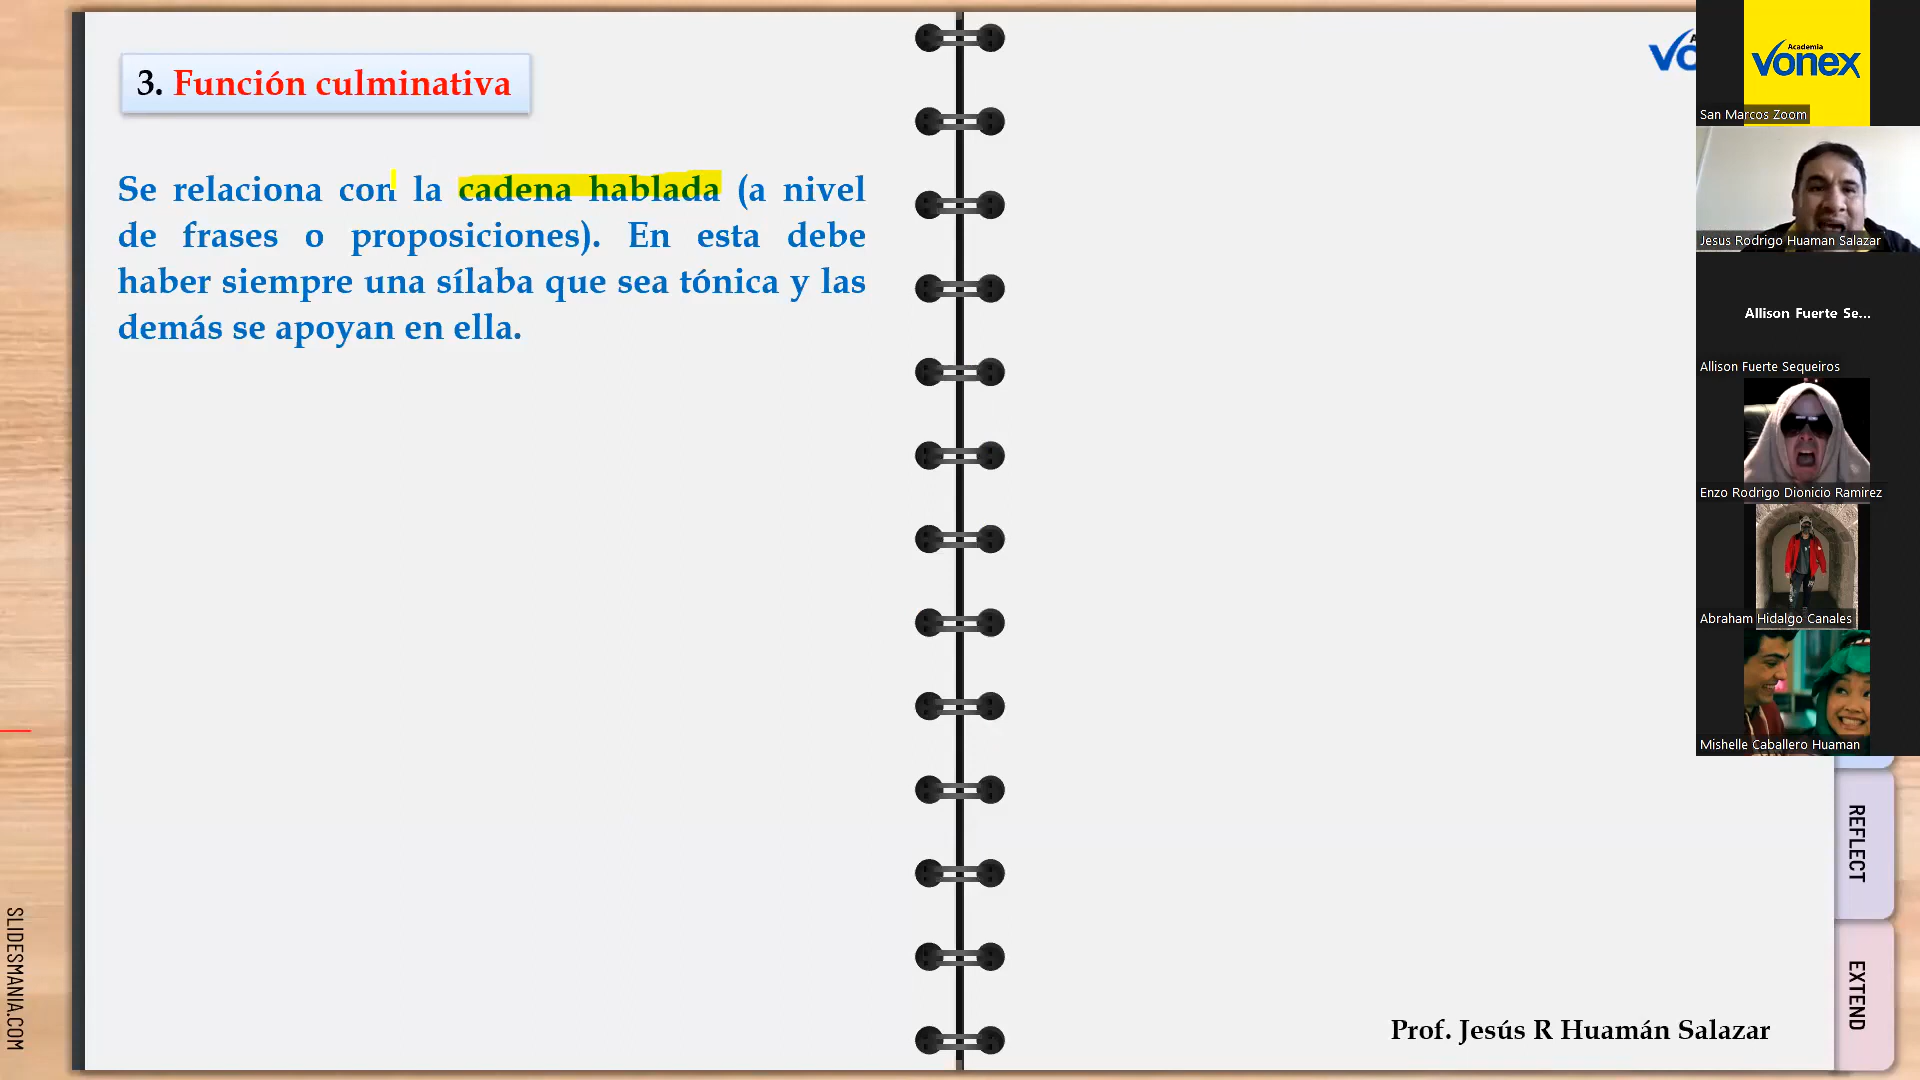 3. Función culminativa
Se relaciona con la cadena hablada (a nivel
de frases o proposiciones). En esta debe
haber siempre una sílaba que sea tónica y las
demás se apoyan en ella.
Academia
Vonex
San Marcos Zoom
Jesus Rodrigo Huaman Salazar
Allison Fuerte Se...
Allison Fuerte Sequeiros
Enzo Rodrigo Dionicio Ramirez
Abraham Hidalgo Canales
Mishelle Caballero Huaman
REFLECT
EXTEND
SLIDESMANIA.COM
Prof. Jesús R Huamán Salazar